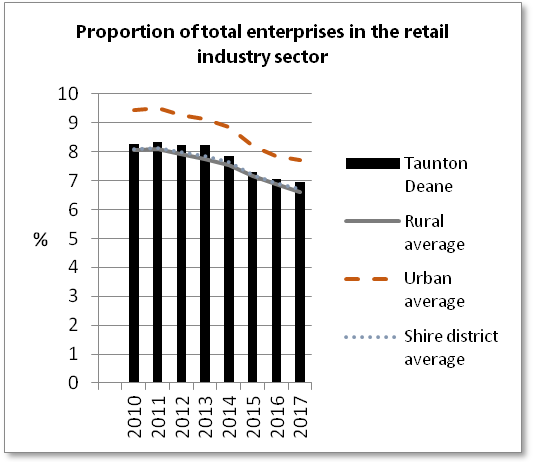 Proportion of total enterprises in the retail
industry sector
10
9
8
7
6
5
4
3
2
1
0
%
2010
2011
2012
2013
2014
2015
2016
2017
Taunton
Deane
Rural
average
Urban
average
Shire district
average